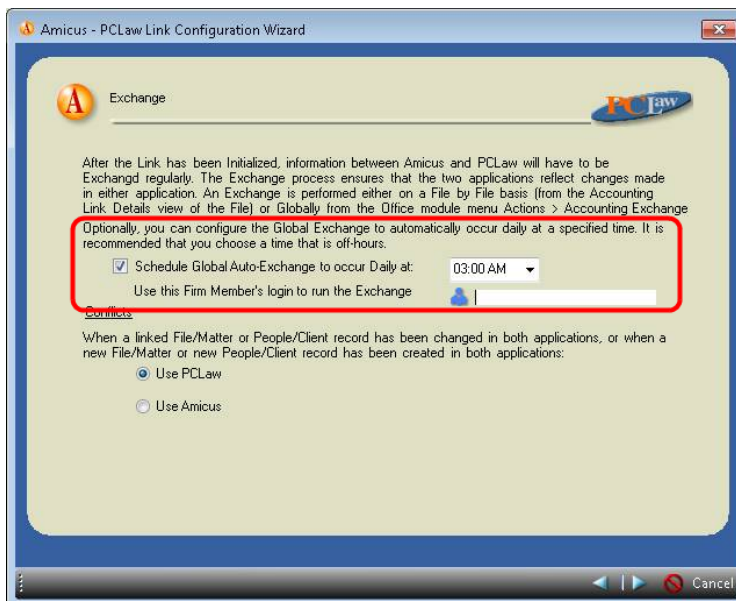 Amicus - PCLaw Link Configuration Wizard
A
Exchange
PCLaw
After the Link has been Initialized, information between Amicus and PCLaw will have to be
Exchangd regularly. The Exchange process ensures that the two applications reflect changes made
in either application. An Exchange is performed either on a File by File basis (from the Accounting
Link Details view of the File) or Globally from the Office module menu Actions > Accounting Exchange
Optionally, you can configure the Global Exchange to automatically occur daily at a specified time. It is
recommended that you choose a time that is off-hours.
Schedule Global Auto-Exchange to occur Daily at: 03:00 AM
Use this Firm Member's login to run the Exchange
Conflicts
When a linked File/Matter or People/Client record has been changed in both applications, or when a
new File/Matter or new People/Client record has been created in both applications:
Use PCLaw
Use Amicus
Cancel